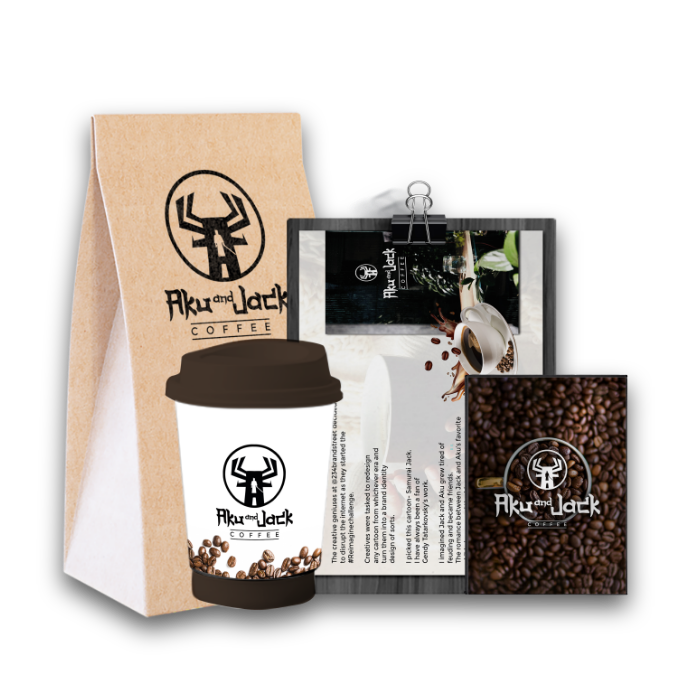 Aku and Jack
COFFEE
Aku and Jack
COFFEE
The creative geniuses at @234brandstreet
to disrupt the internet as they started the
#Reimaginechallenge.
Creatives were tasked to redesign
any cartoon from whichever era and
turn them into a brand identity
design of sorts.
I picked this cartoon- Samurai Jack.
I have always been a fan of
Gendy Tatarkovsky's work.
I imagined Jack and Aku grew tired of
feuding and became friends.
The romance between Jack and Aku's favorite
Aku and Jack
COFFEE
Aku and Jack
COFFEE